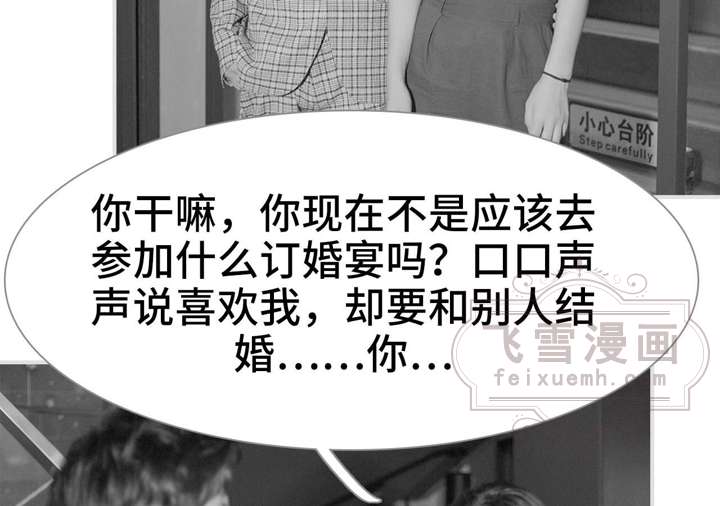 小心台阶
Step carefully
你干嘛，你现在不是应该去
参加什么订婚宴吗？口口声
声说喜欢我，却要和别人结
婚……你…
飞雪漫画
feixuemh.com